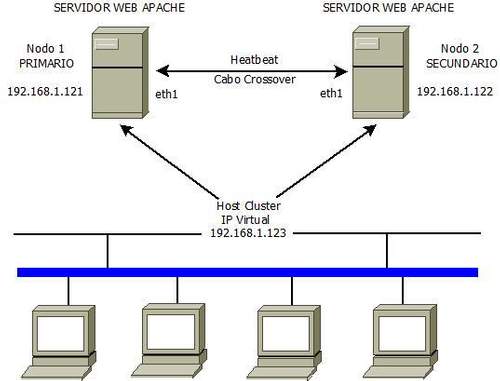 SERVIDOR WEB APACHE
SERVIDOR WEB APACHE
Nodo 1
PRIMARIO
192.168.1.121
Heatbeat
Cabo Crossover
eth1
eth1
Nodo 2
SECUNDARIO
192.168.1.122
Host Cluster
IP Virtual
192.168.1.123